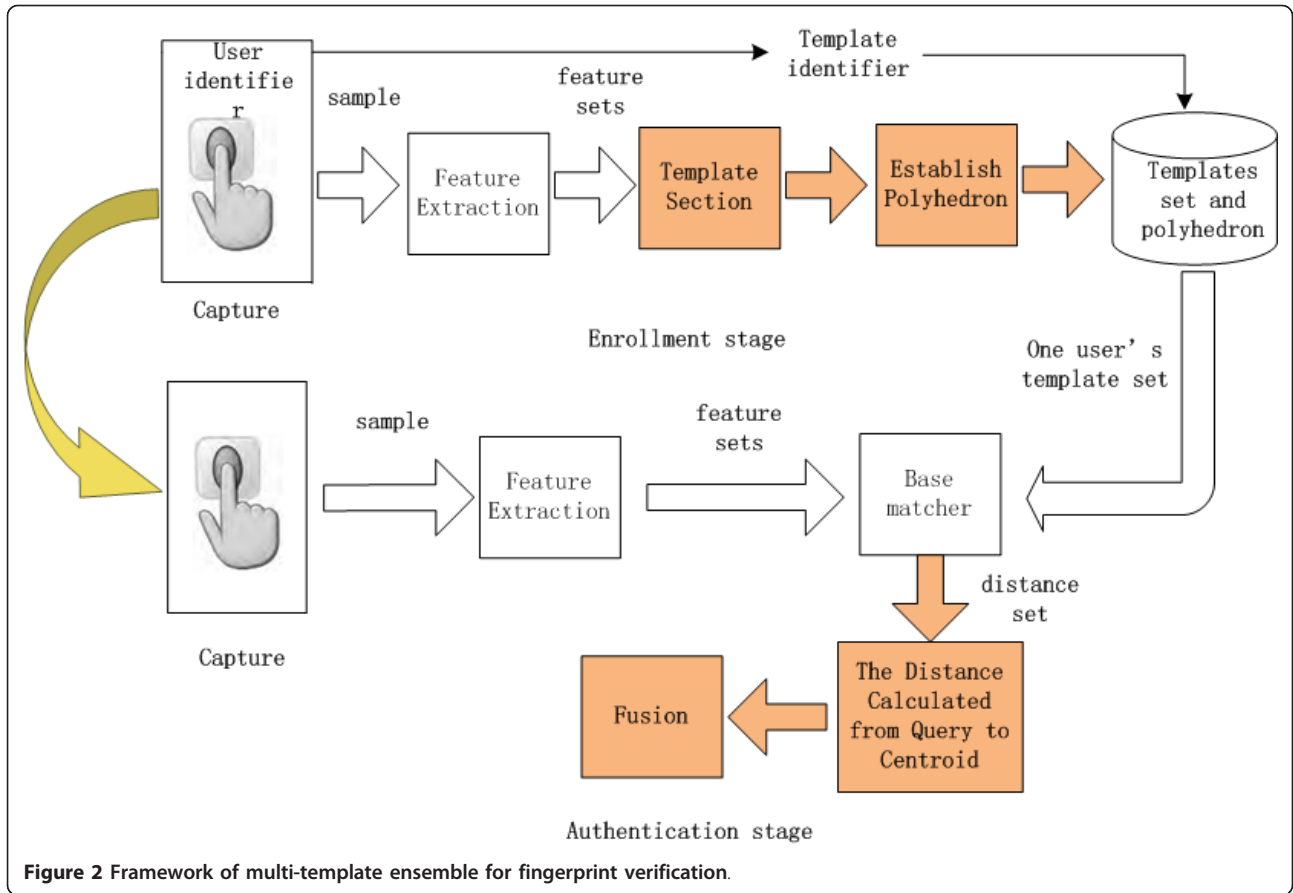 User
identifie
r
Template
identifier
sample
feature
sets
Feature
Extraction
Template
Section
Establish
Polyhedron
Templates
set and
polyhedron
Capture
Enrollment stage
One user’s
template set
sample
feature
sets
Feature
Extraction
Base
matcher
distance
set
Capture
The Distance
Calculated
from Query to
Centroid
Fusion
Authentication stage
Figure 2 Framework of multi-template ensemble for fingerprint verification.